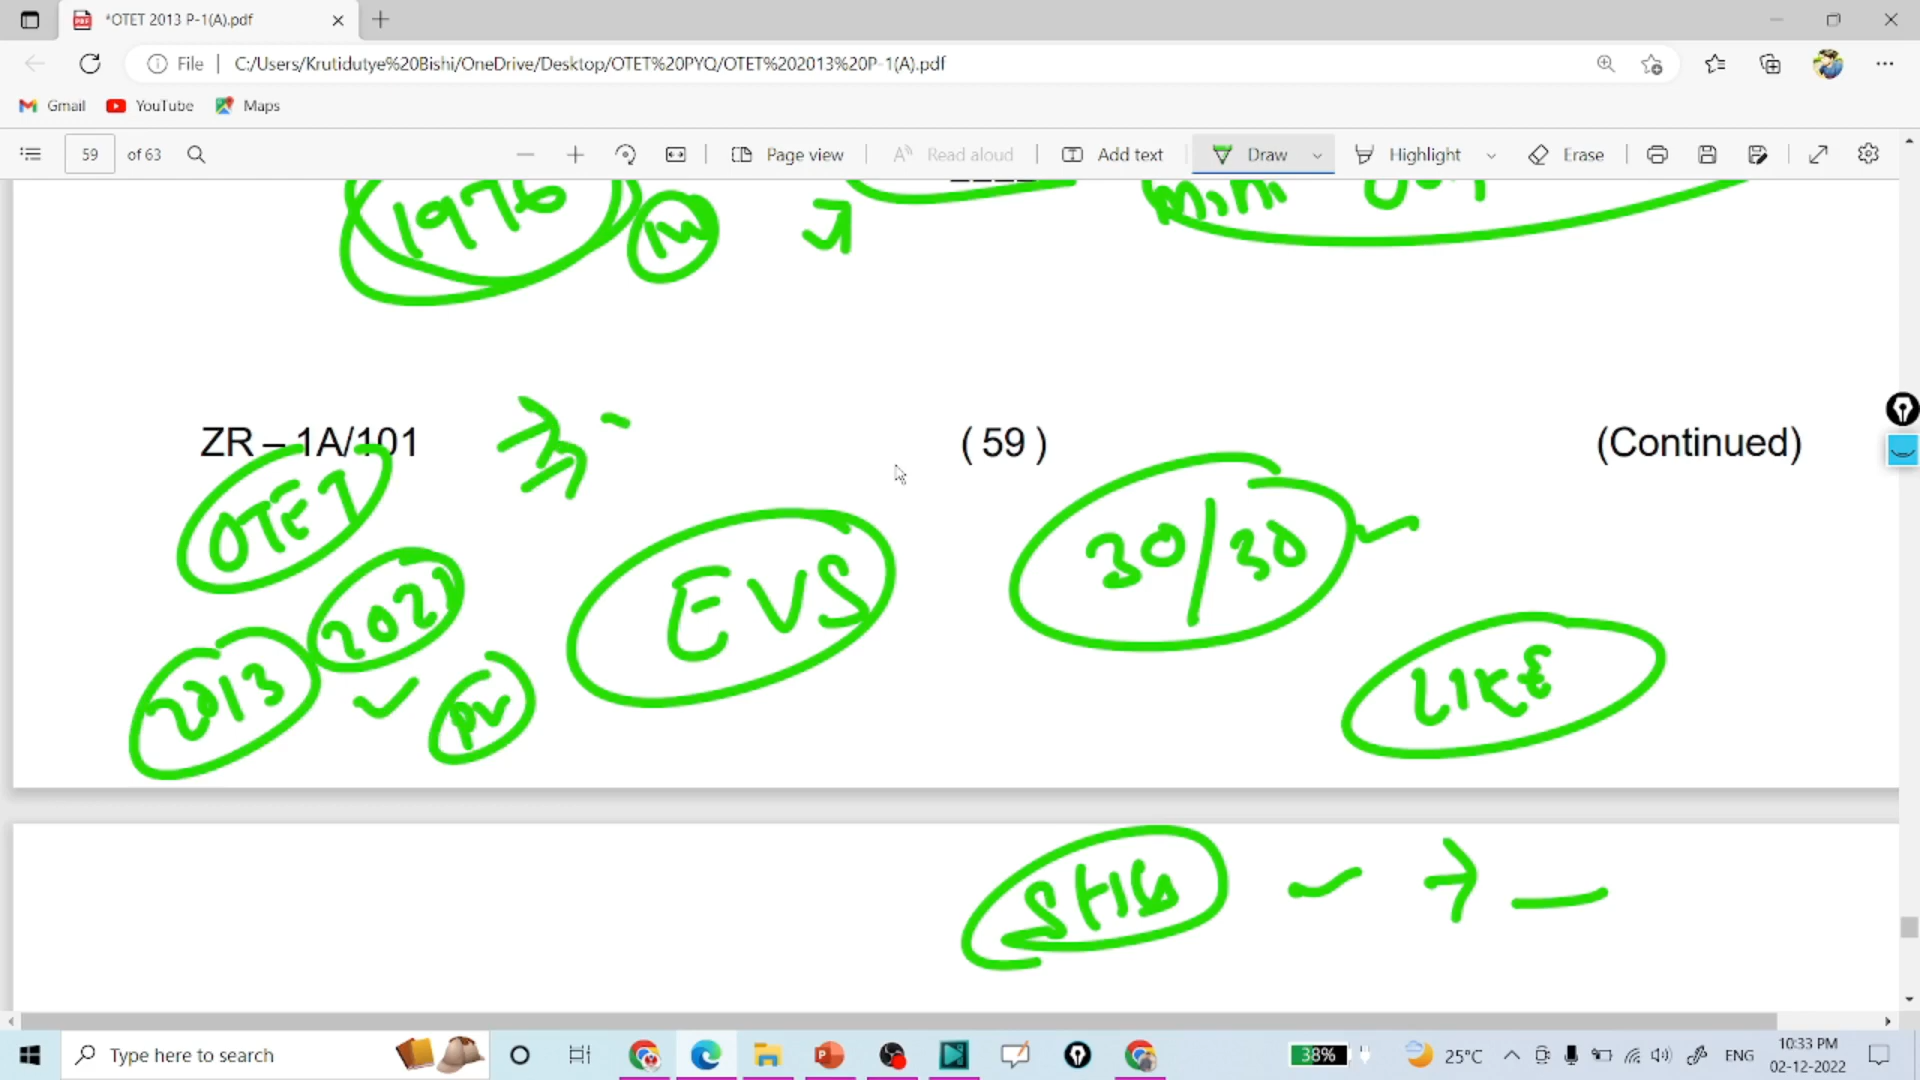 *OTET 2013 P-1(A).pdf
File C:/Users/Krutidutye%20Bishi/OneDrive/Desktop/OTET%20PYQ/OTET%202013%20P-1(A).pdf
Gmail YouTube Maps
59 of 63 Page view Read aloud Add text Draw Highlight Erase
1976 mini
ZR – 1A/101 ( 59 ) (Continued)
OTET
30/30
2021 EVS
2013 LIKE
Type here to search 38% 25°C ENG 10:33 PM
02-12-2022